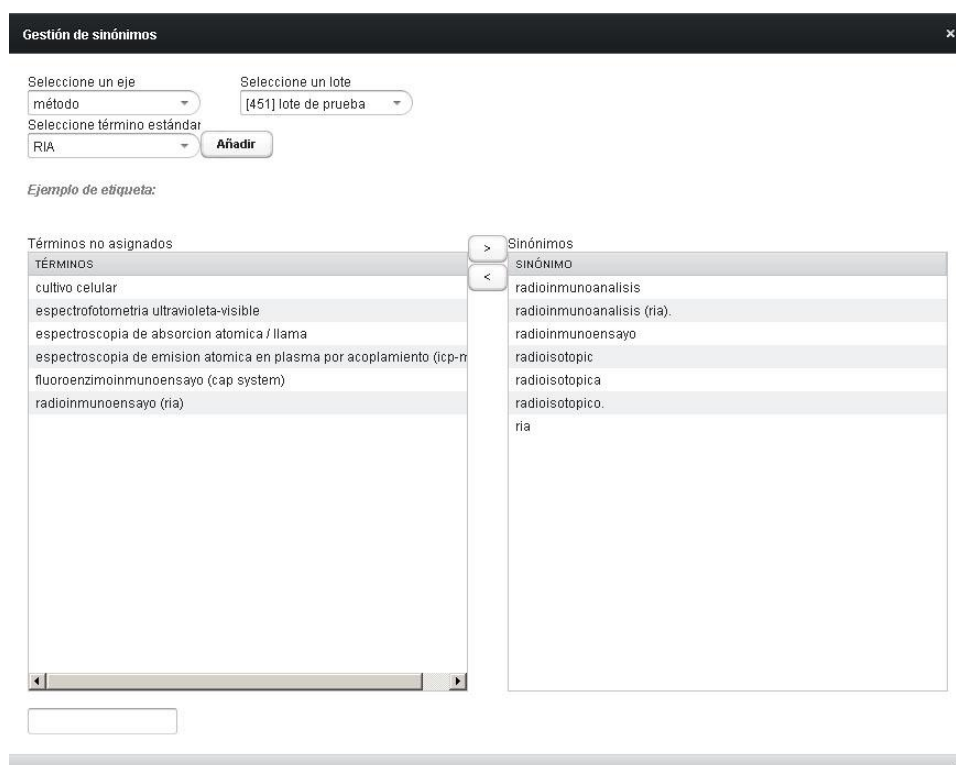 Gestión de sinónimos
×
Seleccione un eje
Seleccione un lote
método
[451] lote de prueba
Seleccione término estándar
RIA
Añadir
Ejemplo de etiqueta:
Términos no asignados
>
Sinónimos
TÉRMINOS
SINÓNIMO
<
cultivo celular
radioinmunoanalisis
espectrofotometria ultravioleta-visible
radioinmunoanalisis (ria).
espectroscopia de absorcion atomica / llama
radioinmunoensayo
espectroscopia de emision atomica en plasma por acoplamiento (icp-m
radioisotopic
fluoroenzimoinmunoensayo (cap system)
radioisotopica
radioinmunoensayo (ria)
radioisotopico.
ria